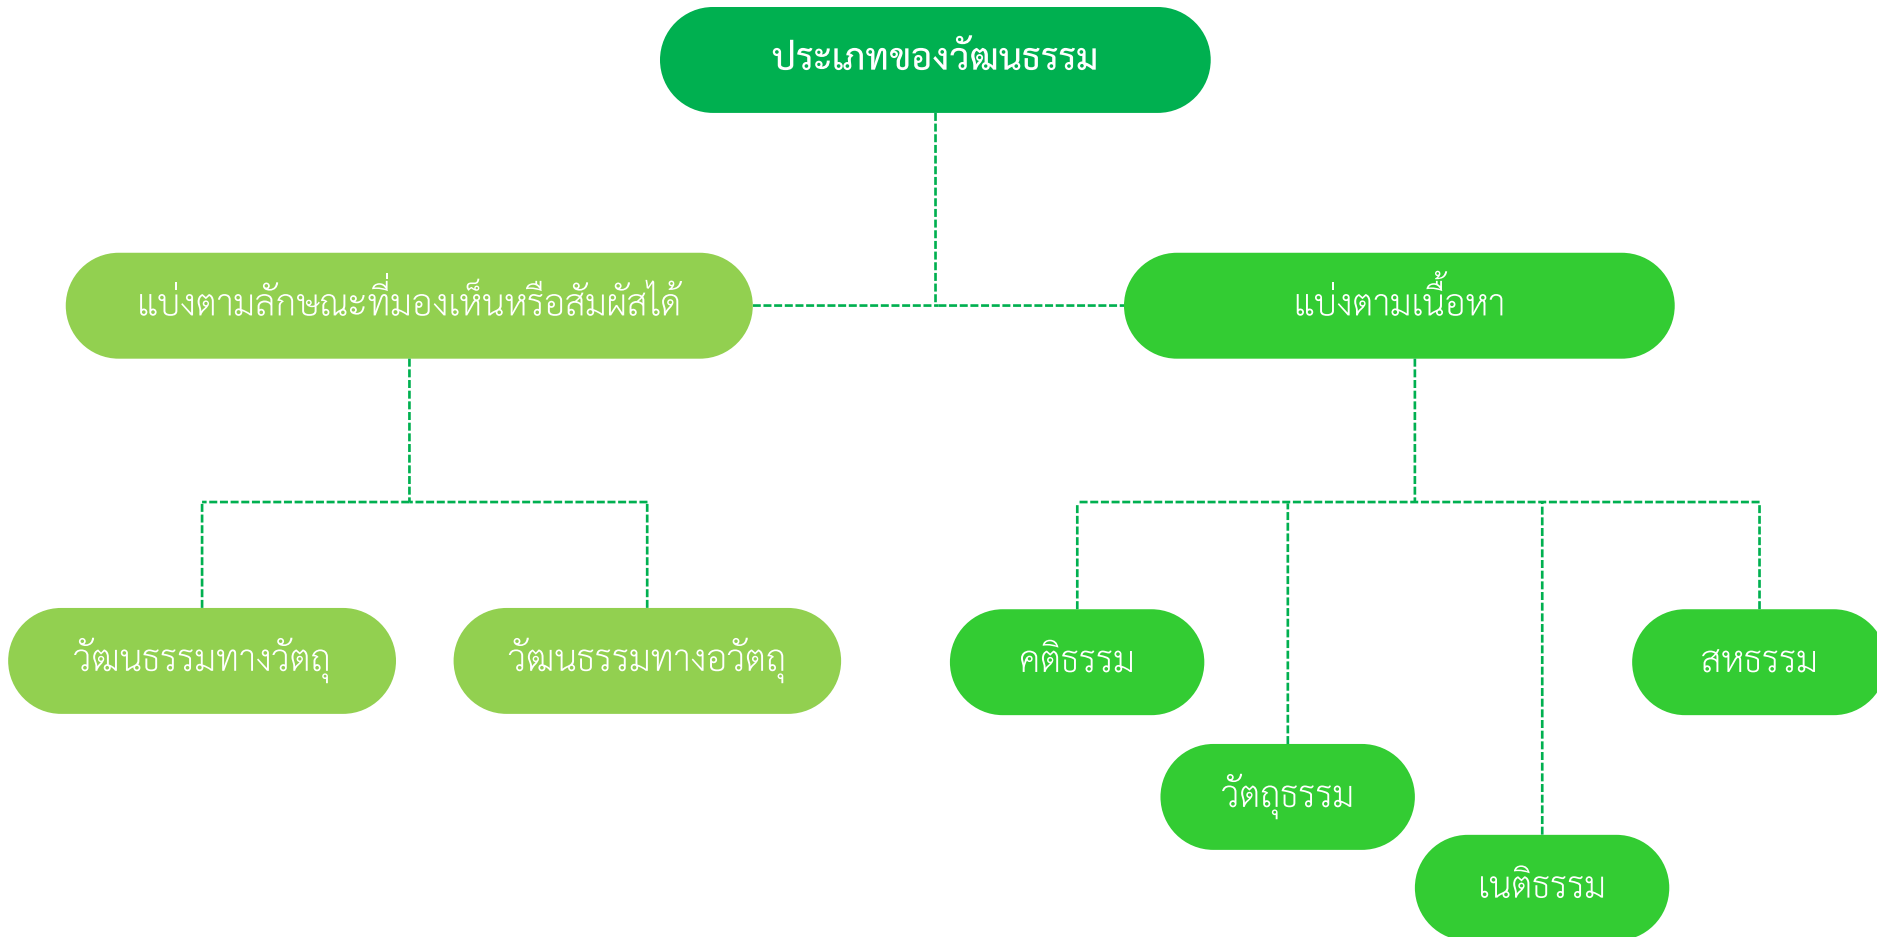 ประเภทของวัฒนธรรม
แบ่งตามลักษณะที่มองเห็นหรือสัมผัสได้
แบ่งตามเนื้อหา
วัฒนธรรมทางวัตถุ
วัฒนธรรมทางอวัตถุ
คติธรรม
สหธรรม
วัตถุธรรม
เนติธรรม